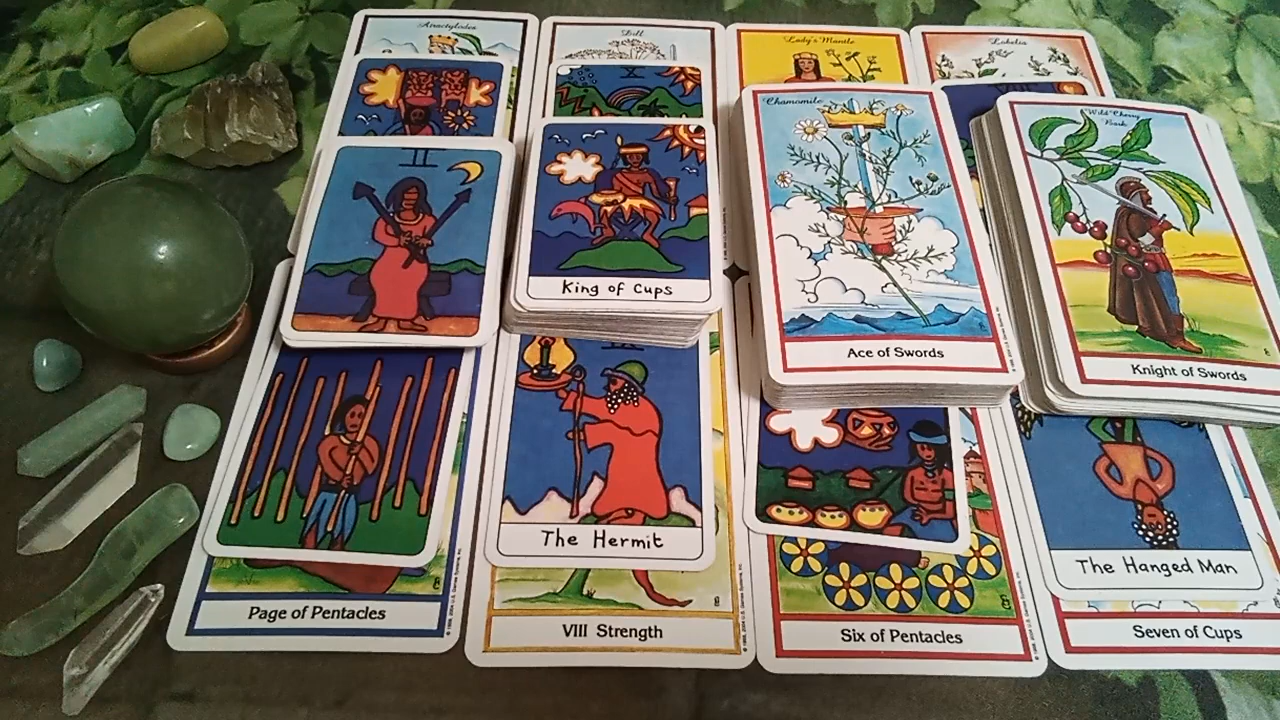 Atractylodes
Dill
Lady's Mantle
Lobelia
X
II
King of Cups
Chamomile
Ace of Swords
Wild Cherry
Bark
Knight of Swords
The Hermit
The Hanged Man
Page of Pentacles
VIII Strength
Six of Pentacles
Seven of Cups